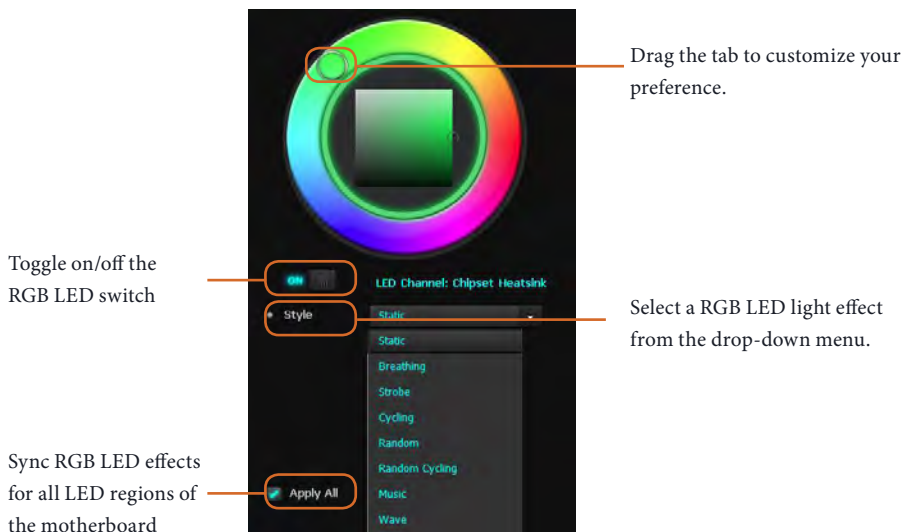 Drag the tab to customize your
preference.
Toggle on/off the
RGB LED switch
ON
LED Channel: Chipset Heatsink
Style
Static
Select a RGB LED light effect
from the drop-down menu.
Static
Breathing
Strobe
Cycling
Random
Random Cycling
Sync RGB LED effects
for all LED regions of
the motherboard
Apply All
Music
Wave